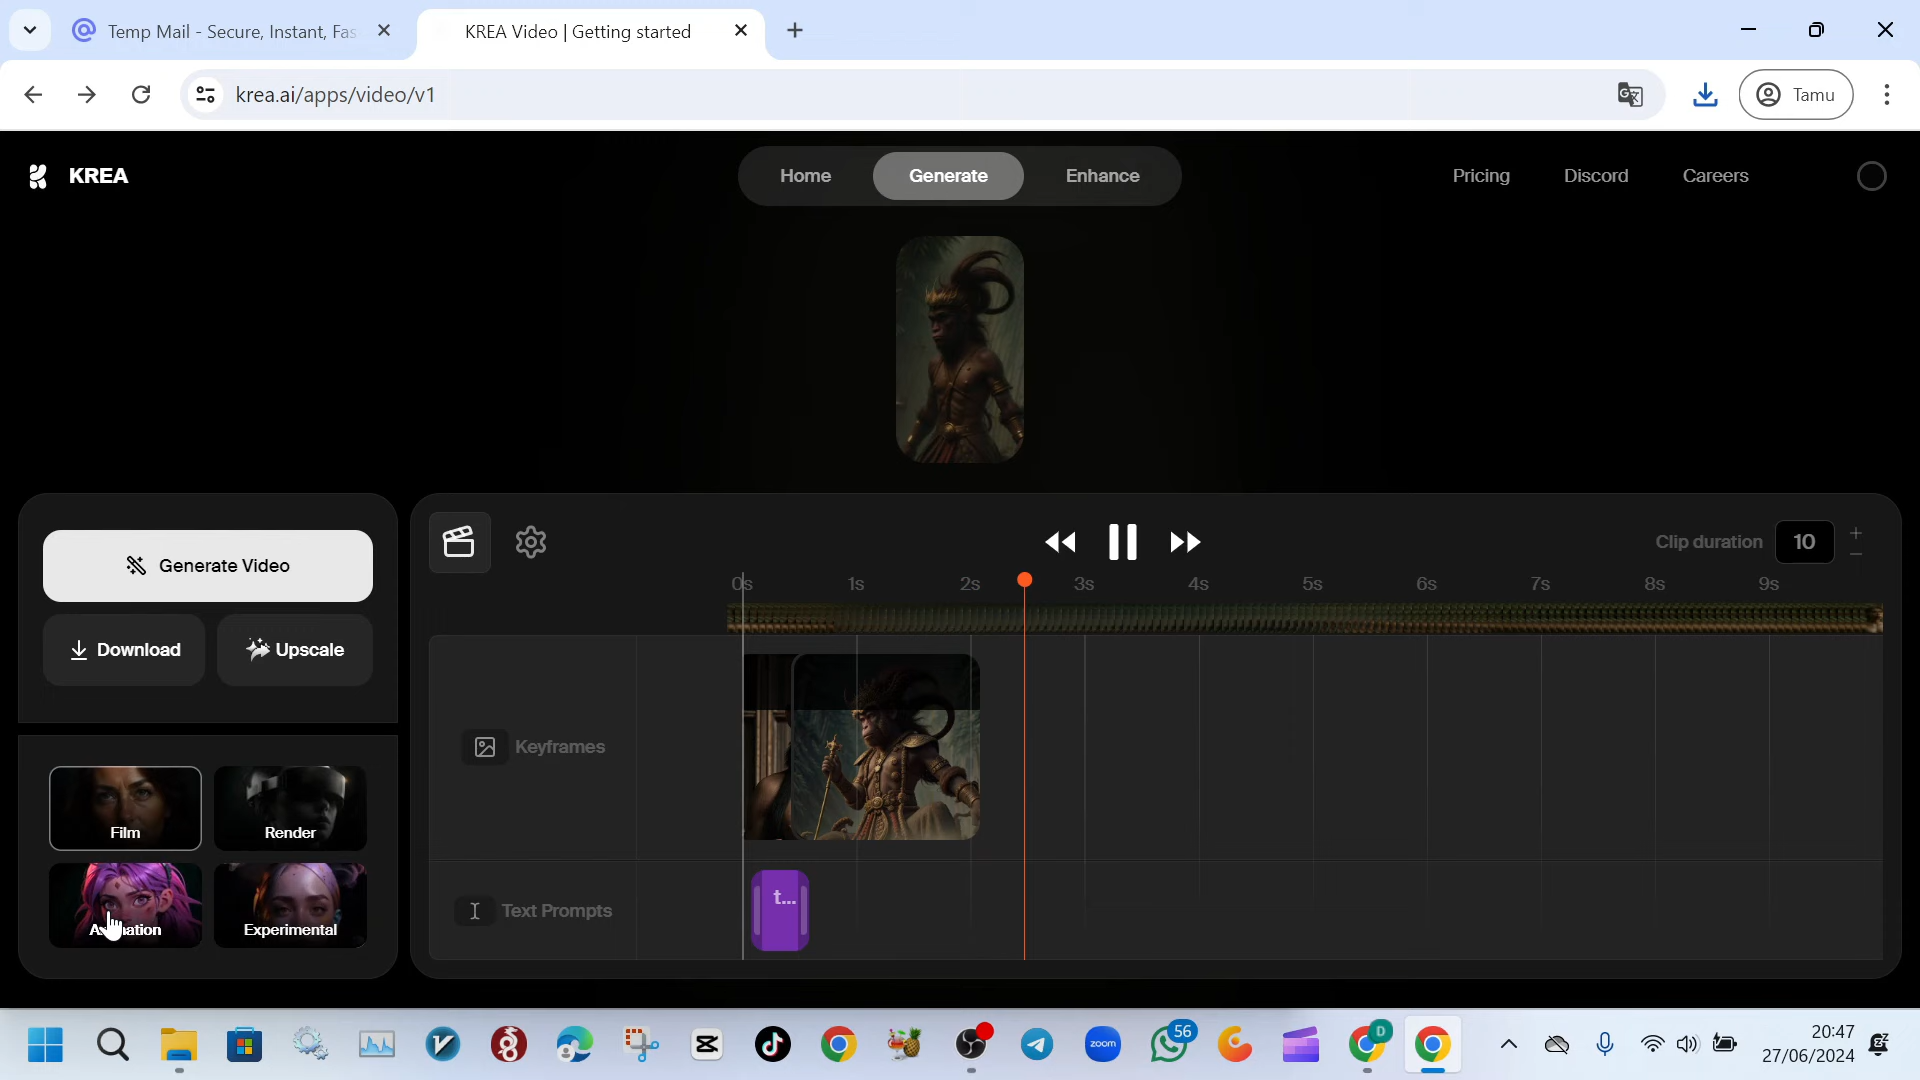 Temp Mail - Secure, Instant, Fas
KREA Video | Getting started
krea.ai/apps/video/v1
Tamu
KREA
Home
Generate
Enhance
Pricing
Discord
Careers
Generate Video
Download
Upscale
Clip duration
10
0s
1s
2s
3s
4s
5s
6s
7s
8s
9s
Keyframes
Film
Render
t...
Text Prompts
Animation
Experimental
zoom
56
D
20:47
27/06/2024